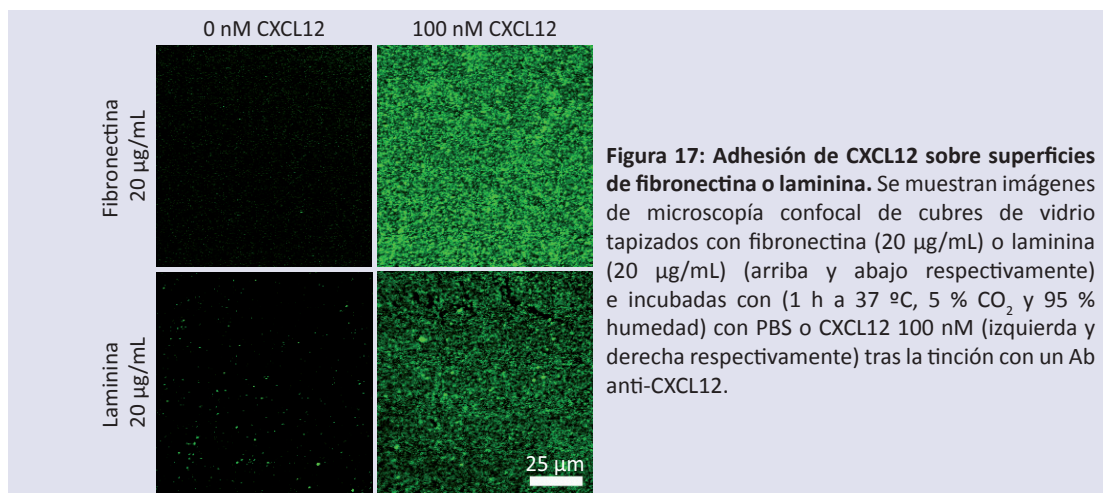 0 nM CXCL12
100 nM CXCL12
Fibronectina
20 µg/mL
Laminina
20 µg/mL
25 µm
Figura 17: Adhesión de CXCL12 sobre superficies
de fibronectina o laminina. Se muestran imágenes
de microscopía confocal de cubres de vidrio
tapizados con fibronectina (20 µg/mL) o laminina
(20 µg/mL) (arriba y abajo respectivamente)
e incubadas con (1 h a 37 ºC, 5 % CO₂ y 95 %
humedad) con PBS o CXCL12 100 nM (izquierda y
derecha respectivamente) tras la tinción con un Ab
anti-CXCL12.